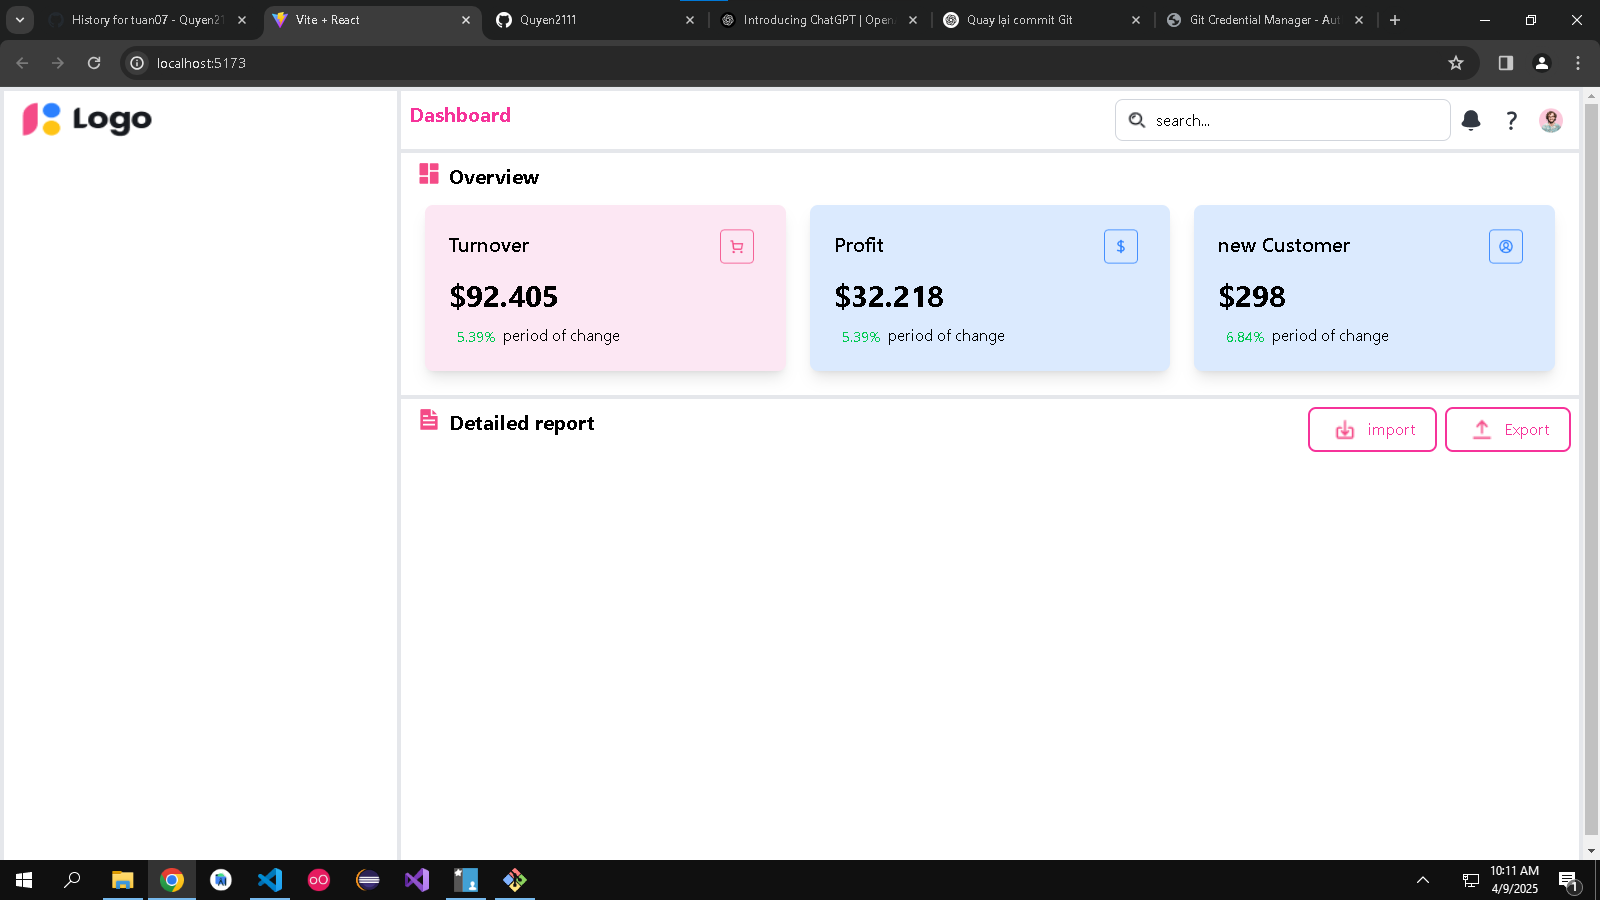 History for tuan07 - Quyen21
Vite + React
Quyen2111
Introducing ChatGPT | Open
Quay lại commit Git
Git Credential Manager - Aut
localhost:5173
Logo
Dashboard
search...
Overview
Turnover
$92.405
5.39% period of change
Profit
$
$32.218
5.39% period of change
new Customer
$298
6.84% period of change
Detailed report
import
Export
10:11 AM
4/9/2025
1